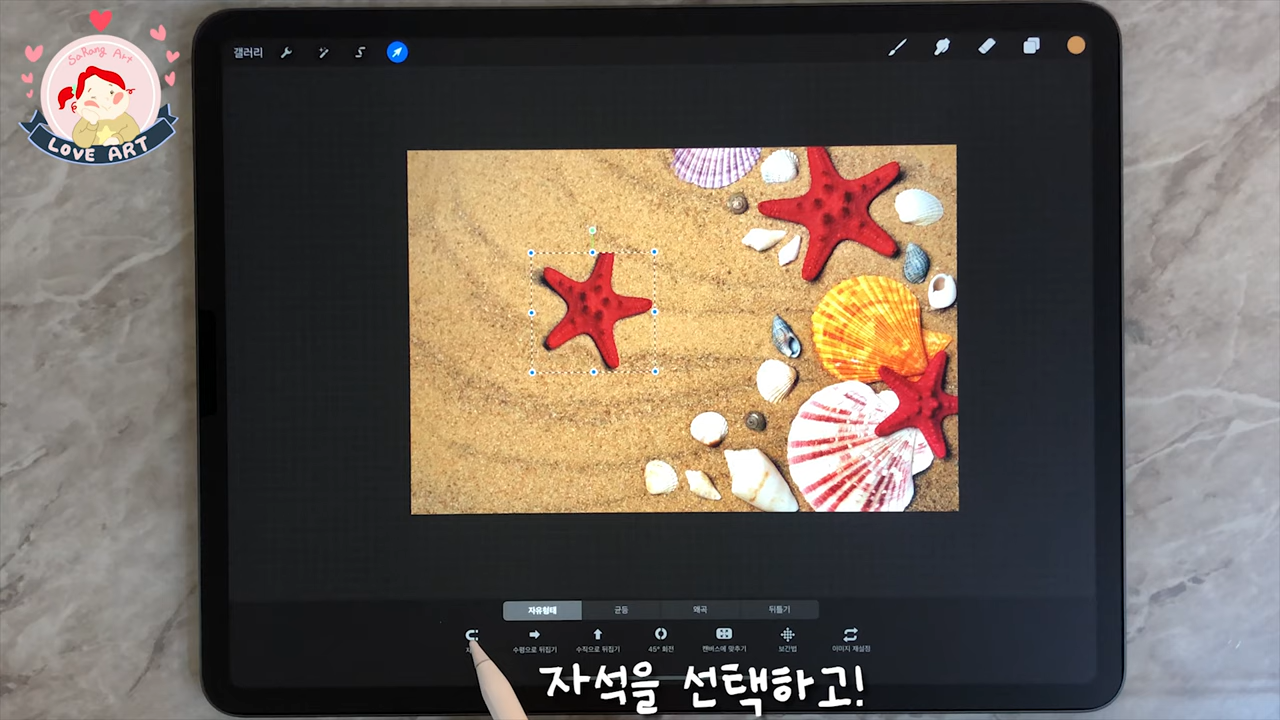 SaRang Art
LOVE ART
갤러리
자유형태 균등 왜곡 뒤틀기
수평으로 뒤집기 수직으로 뒤집기 45° 회전 캔버스에 맞추기 보간법 이미지 재설정
자석을 선택하고!